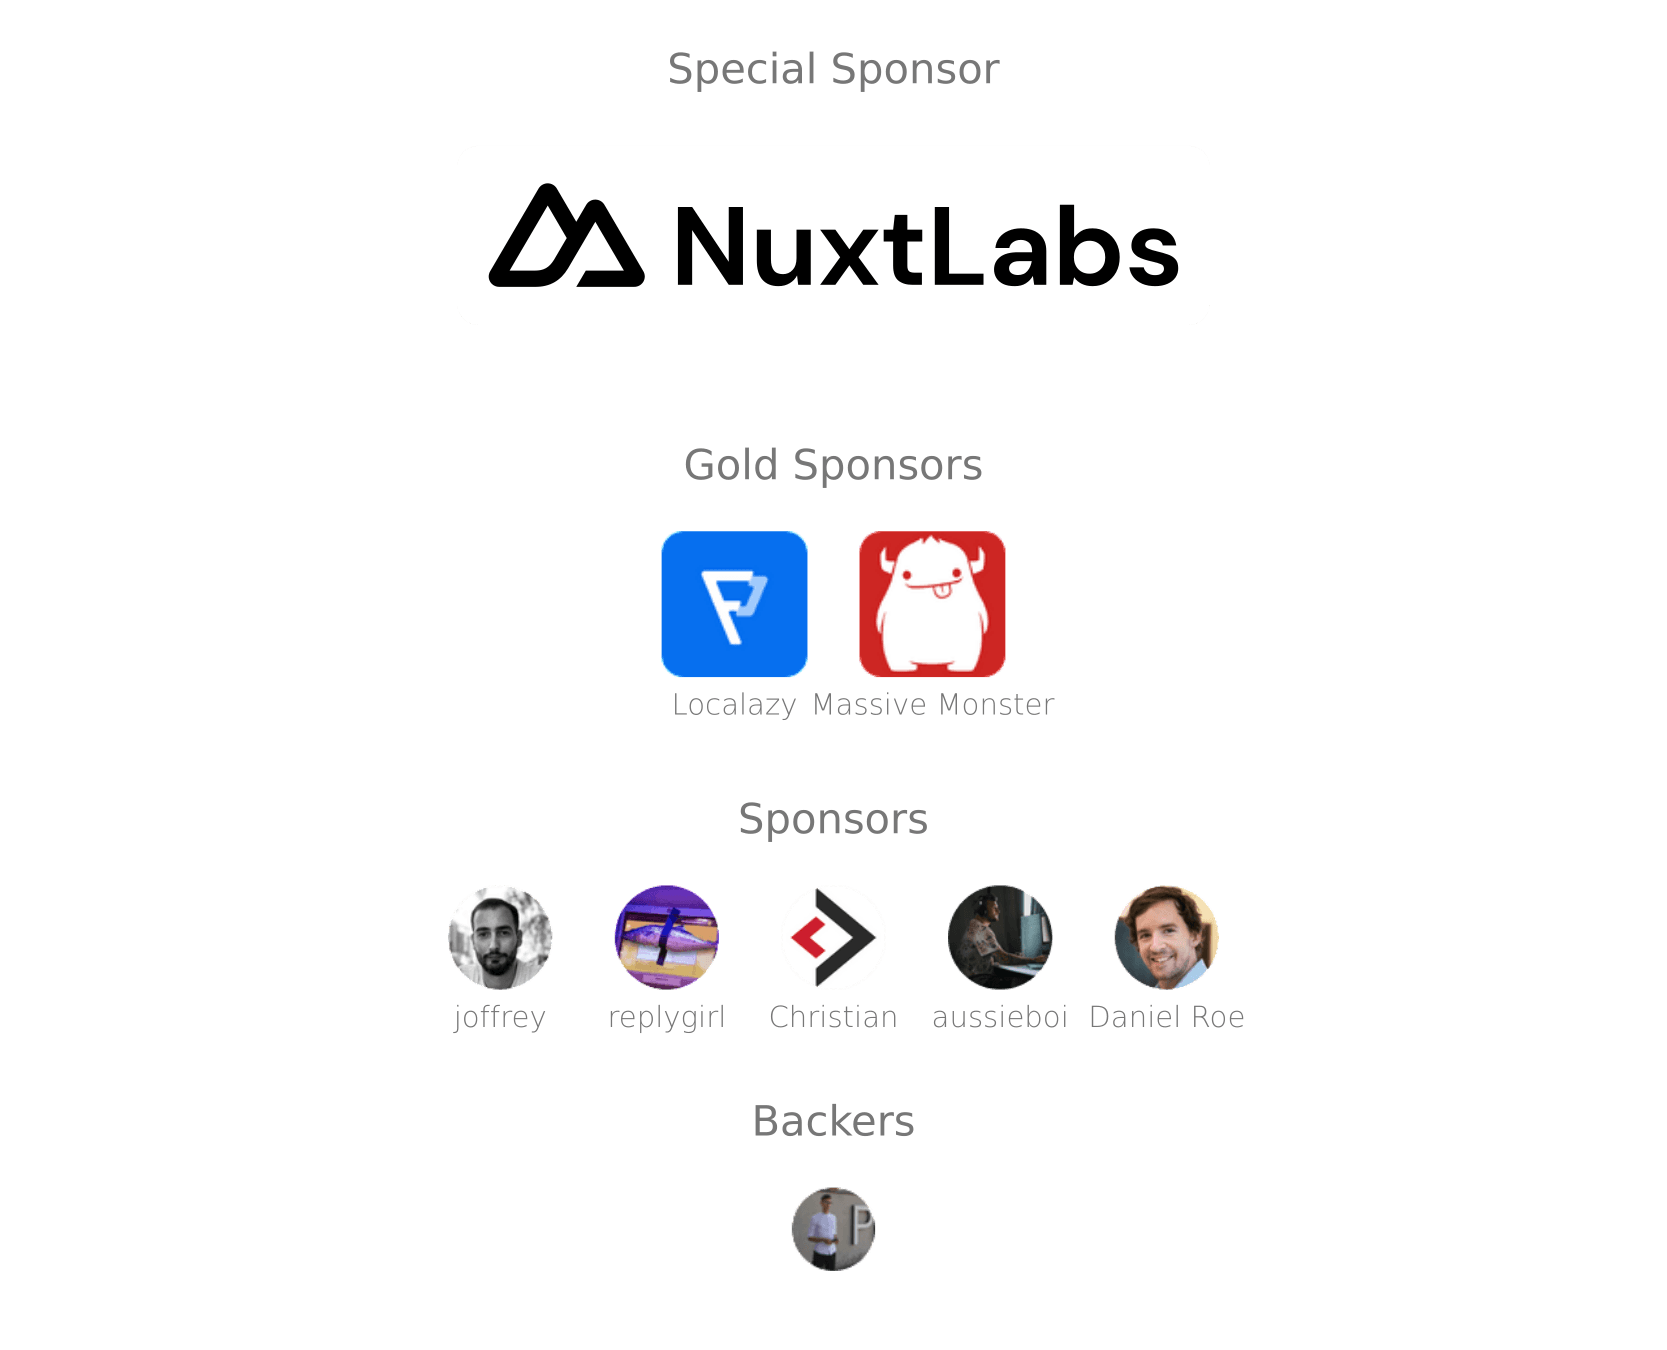 Special Sponsor
NuxtLabs
Gold Sponsors
Localazy Massive Monster
Sponsors
joffrey replygirl Christian aussieboi Daniel Roe
Backers
P